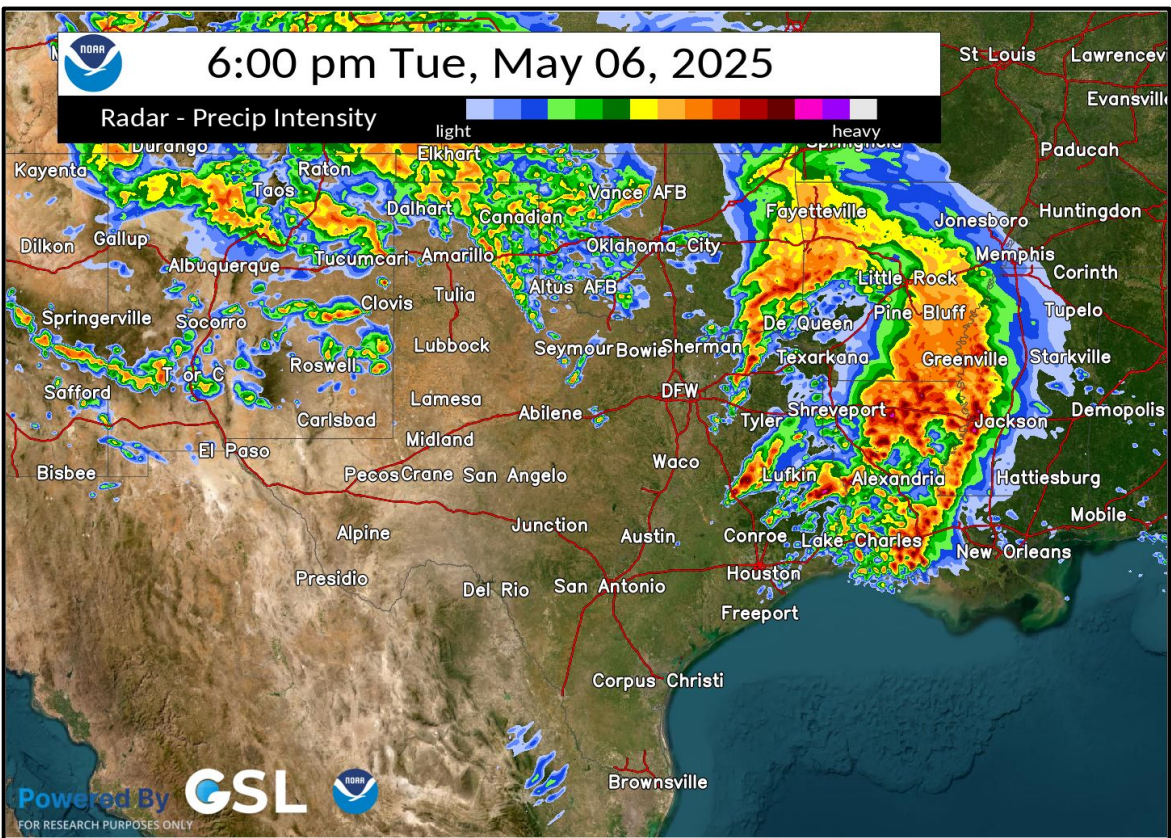 NOAA
6:00 pm Tue, May 06, 2025
Radar - Precip Intensity
light
heavy
St Louis
Lawrencevi
Evansville
Durango
Elkhart
Springfield
Paducah
Kayenta
Raton
Taos
Vance AFB
Dalhart
Canadian
Fayetteville
Jonesboro
Huntingdon
Dilkon
Gallup
Albuquerque
Tucumcari
Amarillo
Oklahoma City
Memphis
Little Rock
Corinth
Altus AFB
Tulia
Clovis
Springerville
Socorro
De Queen
Pine Bluff
Tupelo
Lubbock
Seymour
Bowie
Sherman
Texarkana
Greenville
Starkville
Roswell
T or C
Safford
Lamesa
DFW
Abilene
Carlsbad
Tyler
Shreveport
Jackson
Demopolis
Midland
El Paso
Waco
Bisbee
Pecos
Crane
San Angelo
Lufkin
Alexandria
Hattiesburg
Mobile
Alpine
Junction
Austin
Conroe
Lake Charles
New Orleans
Presidio
Del Rio
San Antonio
Houston
Freeport
Corpus Christi
Brownsville
Powered By
GSL
NOAA
FOR RESEARCH PURPOSES ONLY